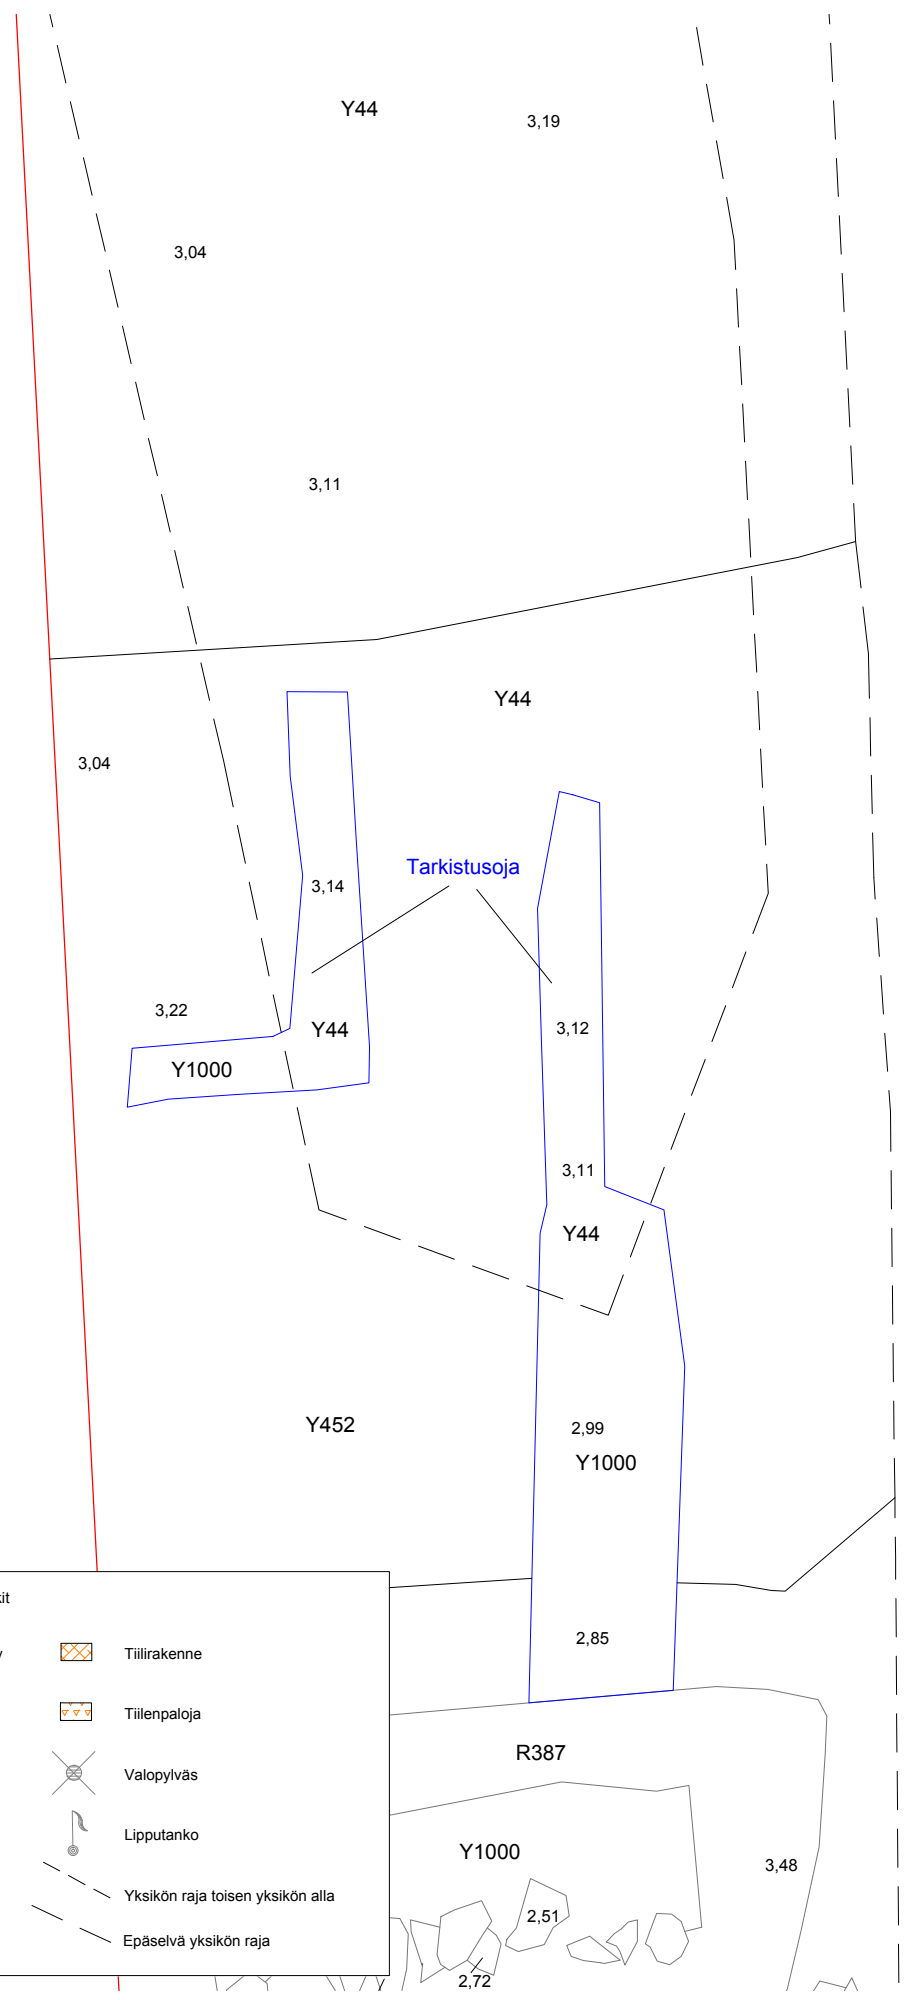 Y44
3,19
3,04
3,11
Y44
3,04
Tarkistusoja
3,14
3,22
Y44
3,12
Y1000
3,11
Y44
Y452
2,99
Y1000
2,85
Tiilirakenne
Tiilenpaloja
Valopylväs
Lipputanko
Yksikön raja toisen yksikön alla
Epäselvä yksikön raja
R387
Y1000
3,48
2,51
2,72